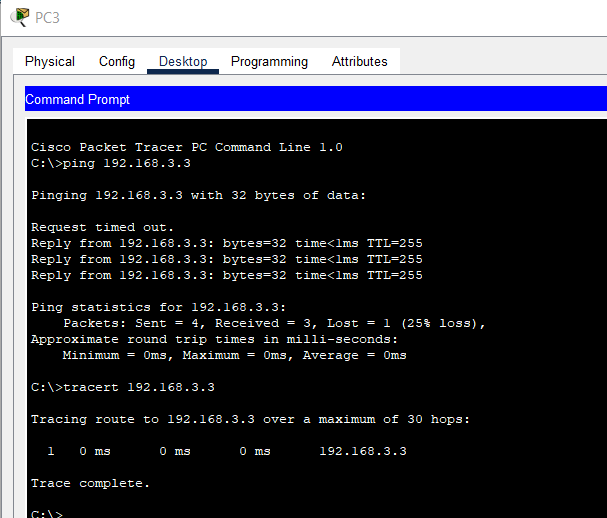 PC3
Physical Config Desktop Programming Attributes
Command Prompt
Cisco Packet Tracer PC Command Line 1.0
C:\>ping 192.168.3.3
Pinging 192.168.3.3 with 32 bytes of data:
Request timed out.
Reply from 192.168.3.3: bytes=32 time<1ms TTL=255
Reply from 192.168.3.3: bytes=32 time<1ms TTL=255
Reply from 192.168.3.3: bytes=32 time<1ms TTL=255
Ping statistics for 192.168.3.3:
    Packets: Sent = 4, Received = 3, Lost = 1 (25% loss),
Approximate round trip times in milli-seconds:
    Minimum = 0ms, Maximum = 0ms, Average = 0ms
C:\>tracert 192.168.3.3
Tracing route to 192.168.3.3 over a maximum of 30 hops:
  1   0 ms      0 ms      0 ms      192.168.3.3
Trace complete.
C:\>